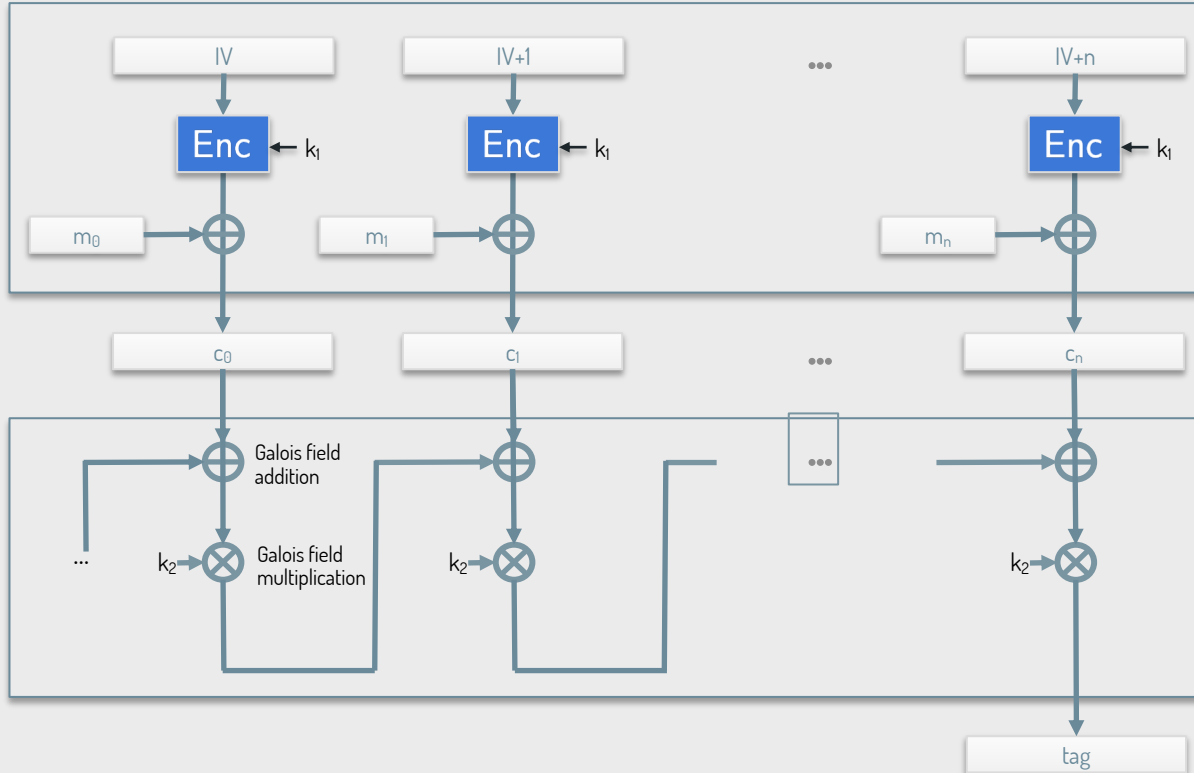 IV
IV+1
•••
IV+n
Enc
k₁
Enc
k₁
Enc
k₁
m₀
m₁
mₙ
c₀
c₁
•••
cₙ
Galois field
addition
•••
...
k₂
Galois field
multiplication
k₂
k₂
tag